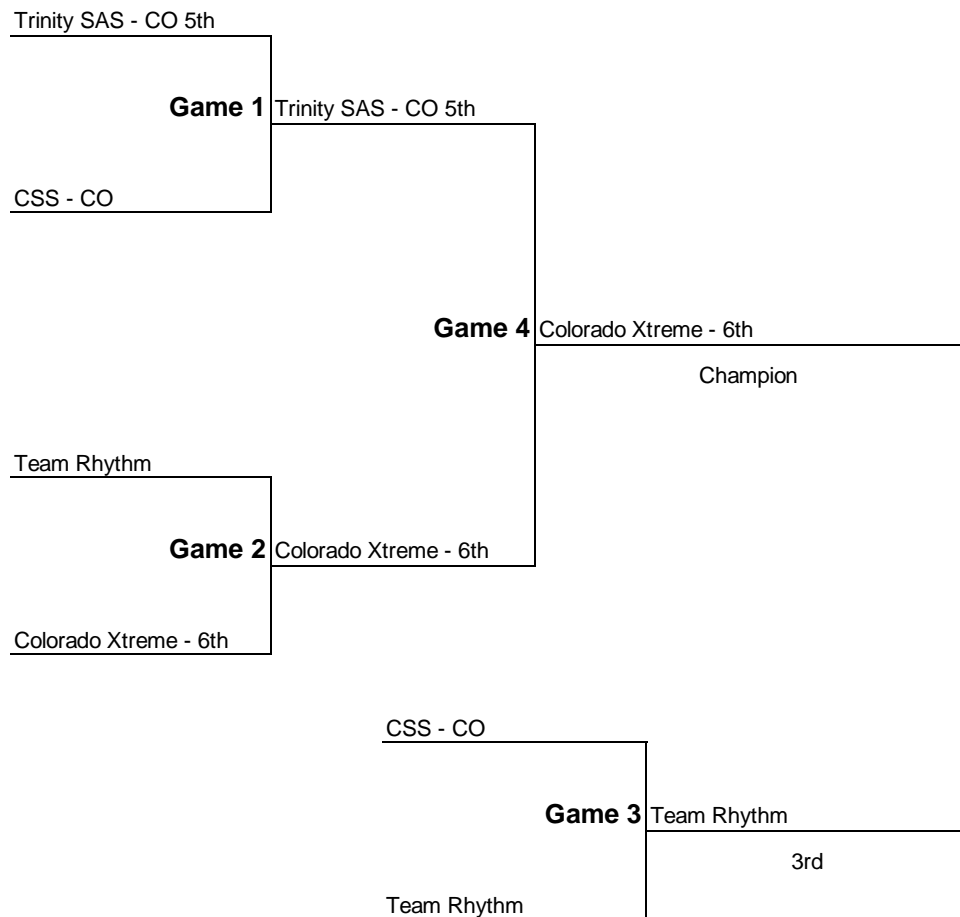 Trinity SAS - CO 5th
Game 1 Trinity SAS - CO 5th
CSS - CO
Game 4 Colorado Xtreme - 6th
Champion
Team Rhythm
Game 2 Colorado Xtreme - 6th
Colorado Xtreme - 6th
CSS - CO
Game 3 Team Rhythm
3rd
Team Rhythm